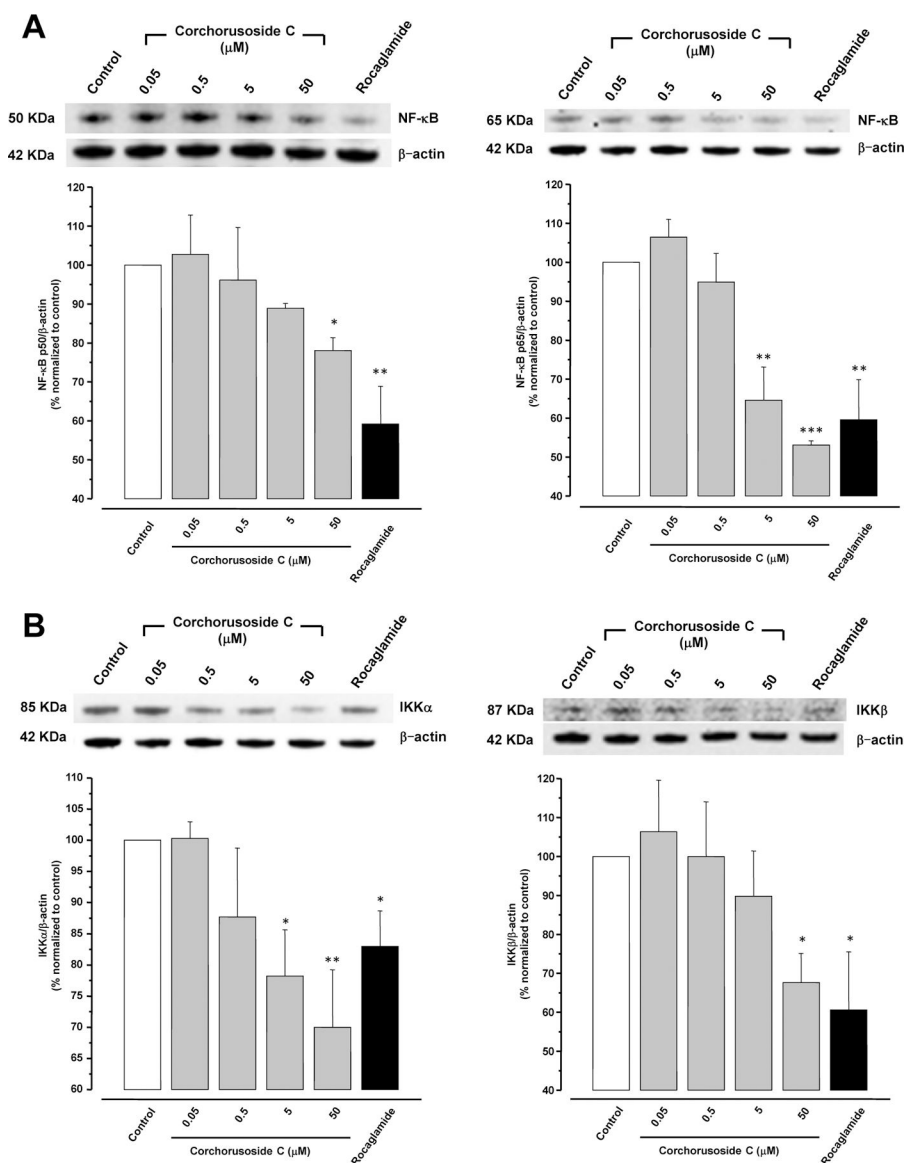 A
Corchorusoside C
(μM)
Control
0.05
0.5
5
50
Rocaglamide
50 KDa
NF-κB
42 KDa
β-actin
120
110
100
90
80
70
60
50
40
NF-κB p50/β-actin
(% normalized to control)
*
**
Control
0.05
0.5
5
50
Rocaglamide
Corchorusoside C (μM)
Corchorusoside C
(μM)
Control
0.05
0.5
5
50
Rocaglamide
65 KDa
NF-κB
42 KDa
β-actin
120
110
100
90
80
70
60
50
40
NF-κB p65/β-actin
(% normalized to control)
**
***
**
Control
0.05
0.5
5
50
Rocaglamide
Corchorusoside C (μM)
B
Corchorusoside C
(μM)
Control
0.05
0.5
5
50
Rocaglamide
85 KDa
IKKα
42 KDa
β-actin
110
105
100
95
90
85
80
75
70
65
60
IKKα/β-actin
(% normalized to control)
*
**
*
Control
0.05
0.5
5
50
Rocaglamide
Corchorusoside C (μM)
Corchorusoside C
(μM)
Control
0.05
0.5
5
50
Rocaglamide
87 KDa
IKKβ
42 KDa
β-actin
120
110
100
90
80
70
60
50
40
IKKβ/β-actin
(% normalized to control)
*
*
Control
0.05
0.5
5
50
Rocaglamide
Corchorusoside C (μM)